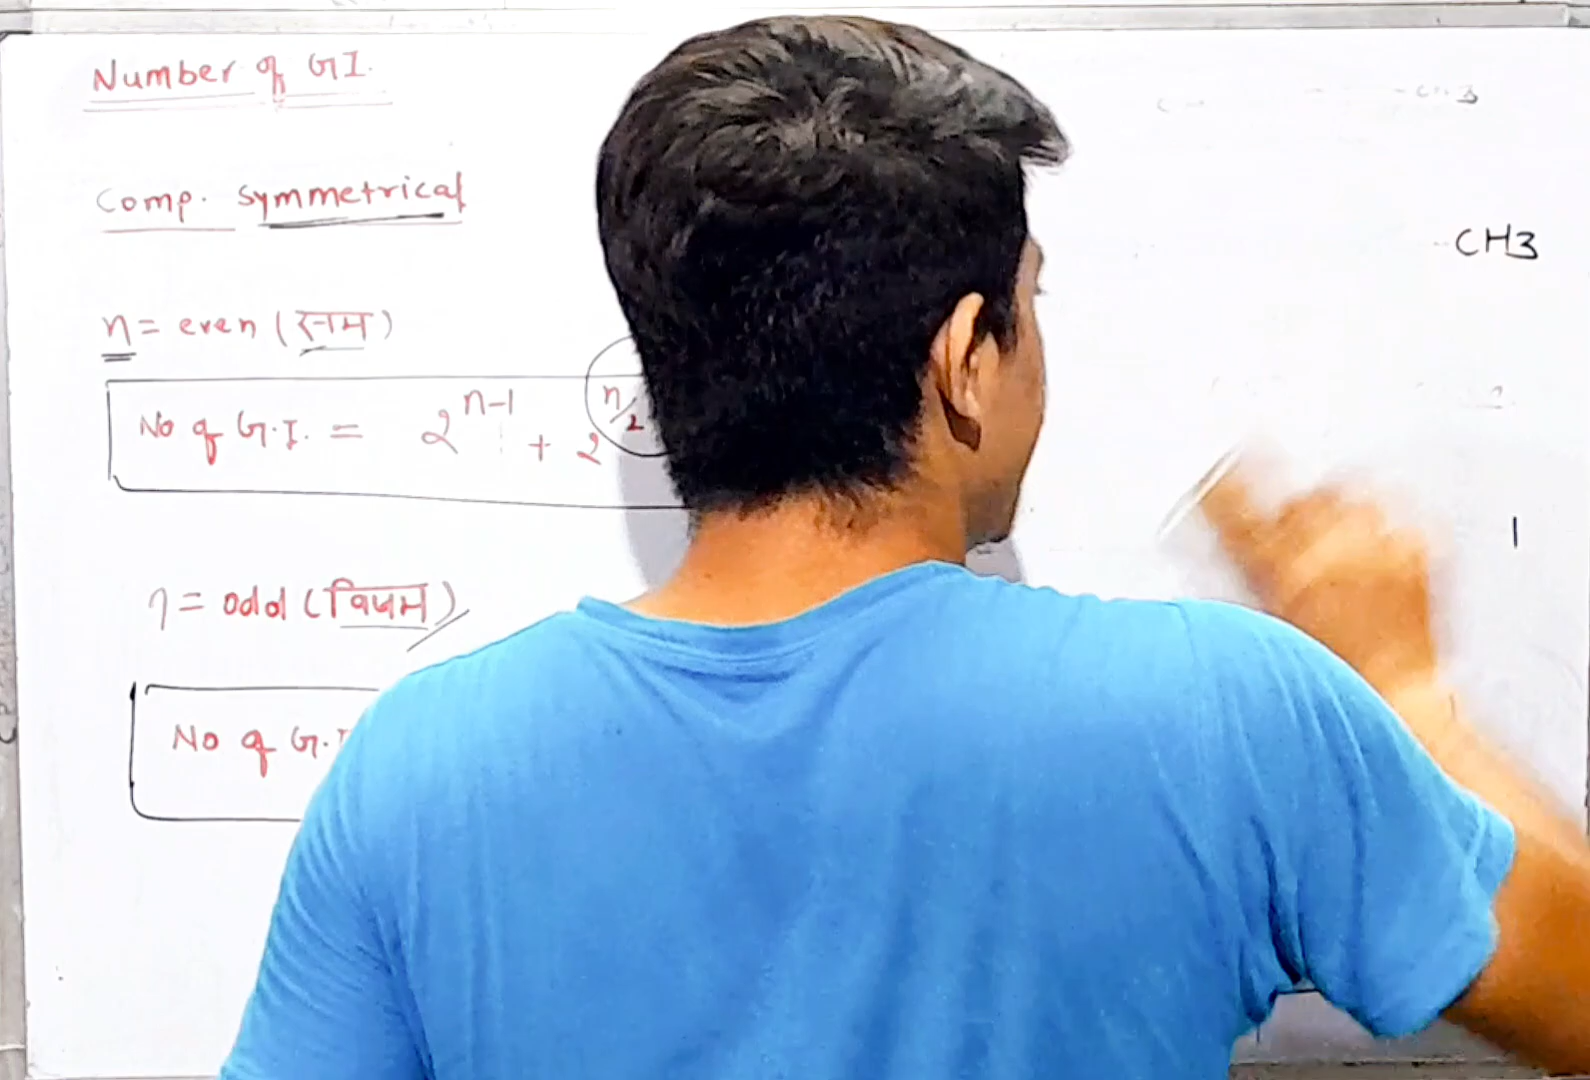 Number of GI.
Comp. symmetrical
n = even (सम)
No of G.I. = 2^n-1 + 2^n/2
n = odd (विषम)
No of G.I
CH3